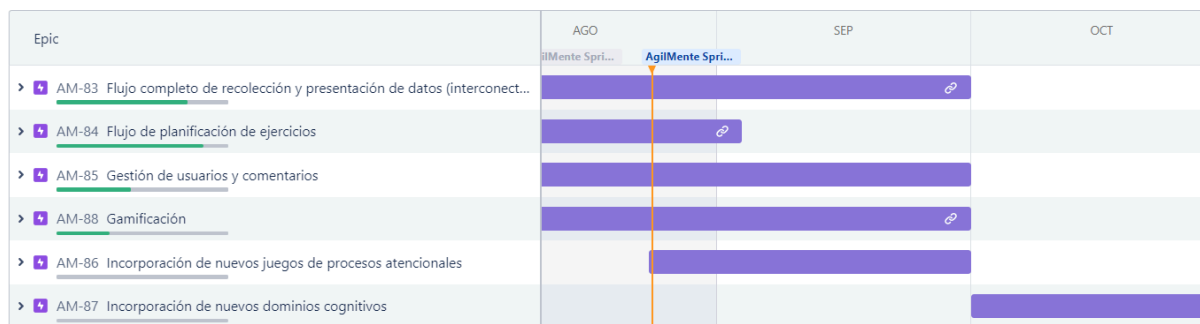 Epic
AGO
SEP
OCT
ilMente Spri...
AgilMente Spri...
AM-83 Flujo completo de recolección y presentación de datos (interconect...
AM-84 Flujo de planificación de ejercicios
AM-85 Gestión de usuarios y comentarios
AM-88 Gamificación
AM-86 Incorporación de nuevos juegos de procesos atencionales
AM-87 Incorporación de nuevos dominios cognitivos